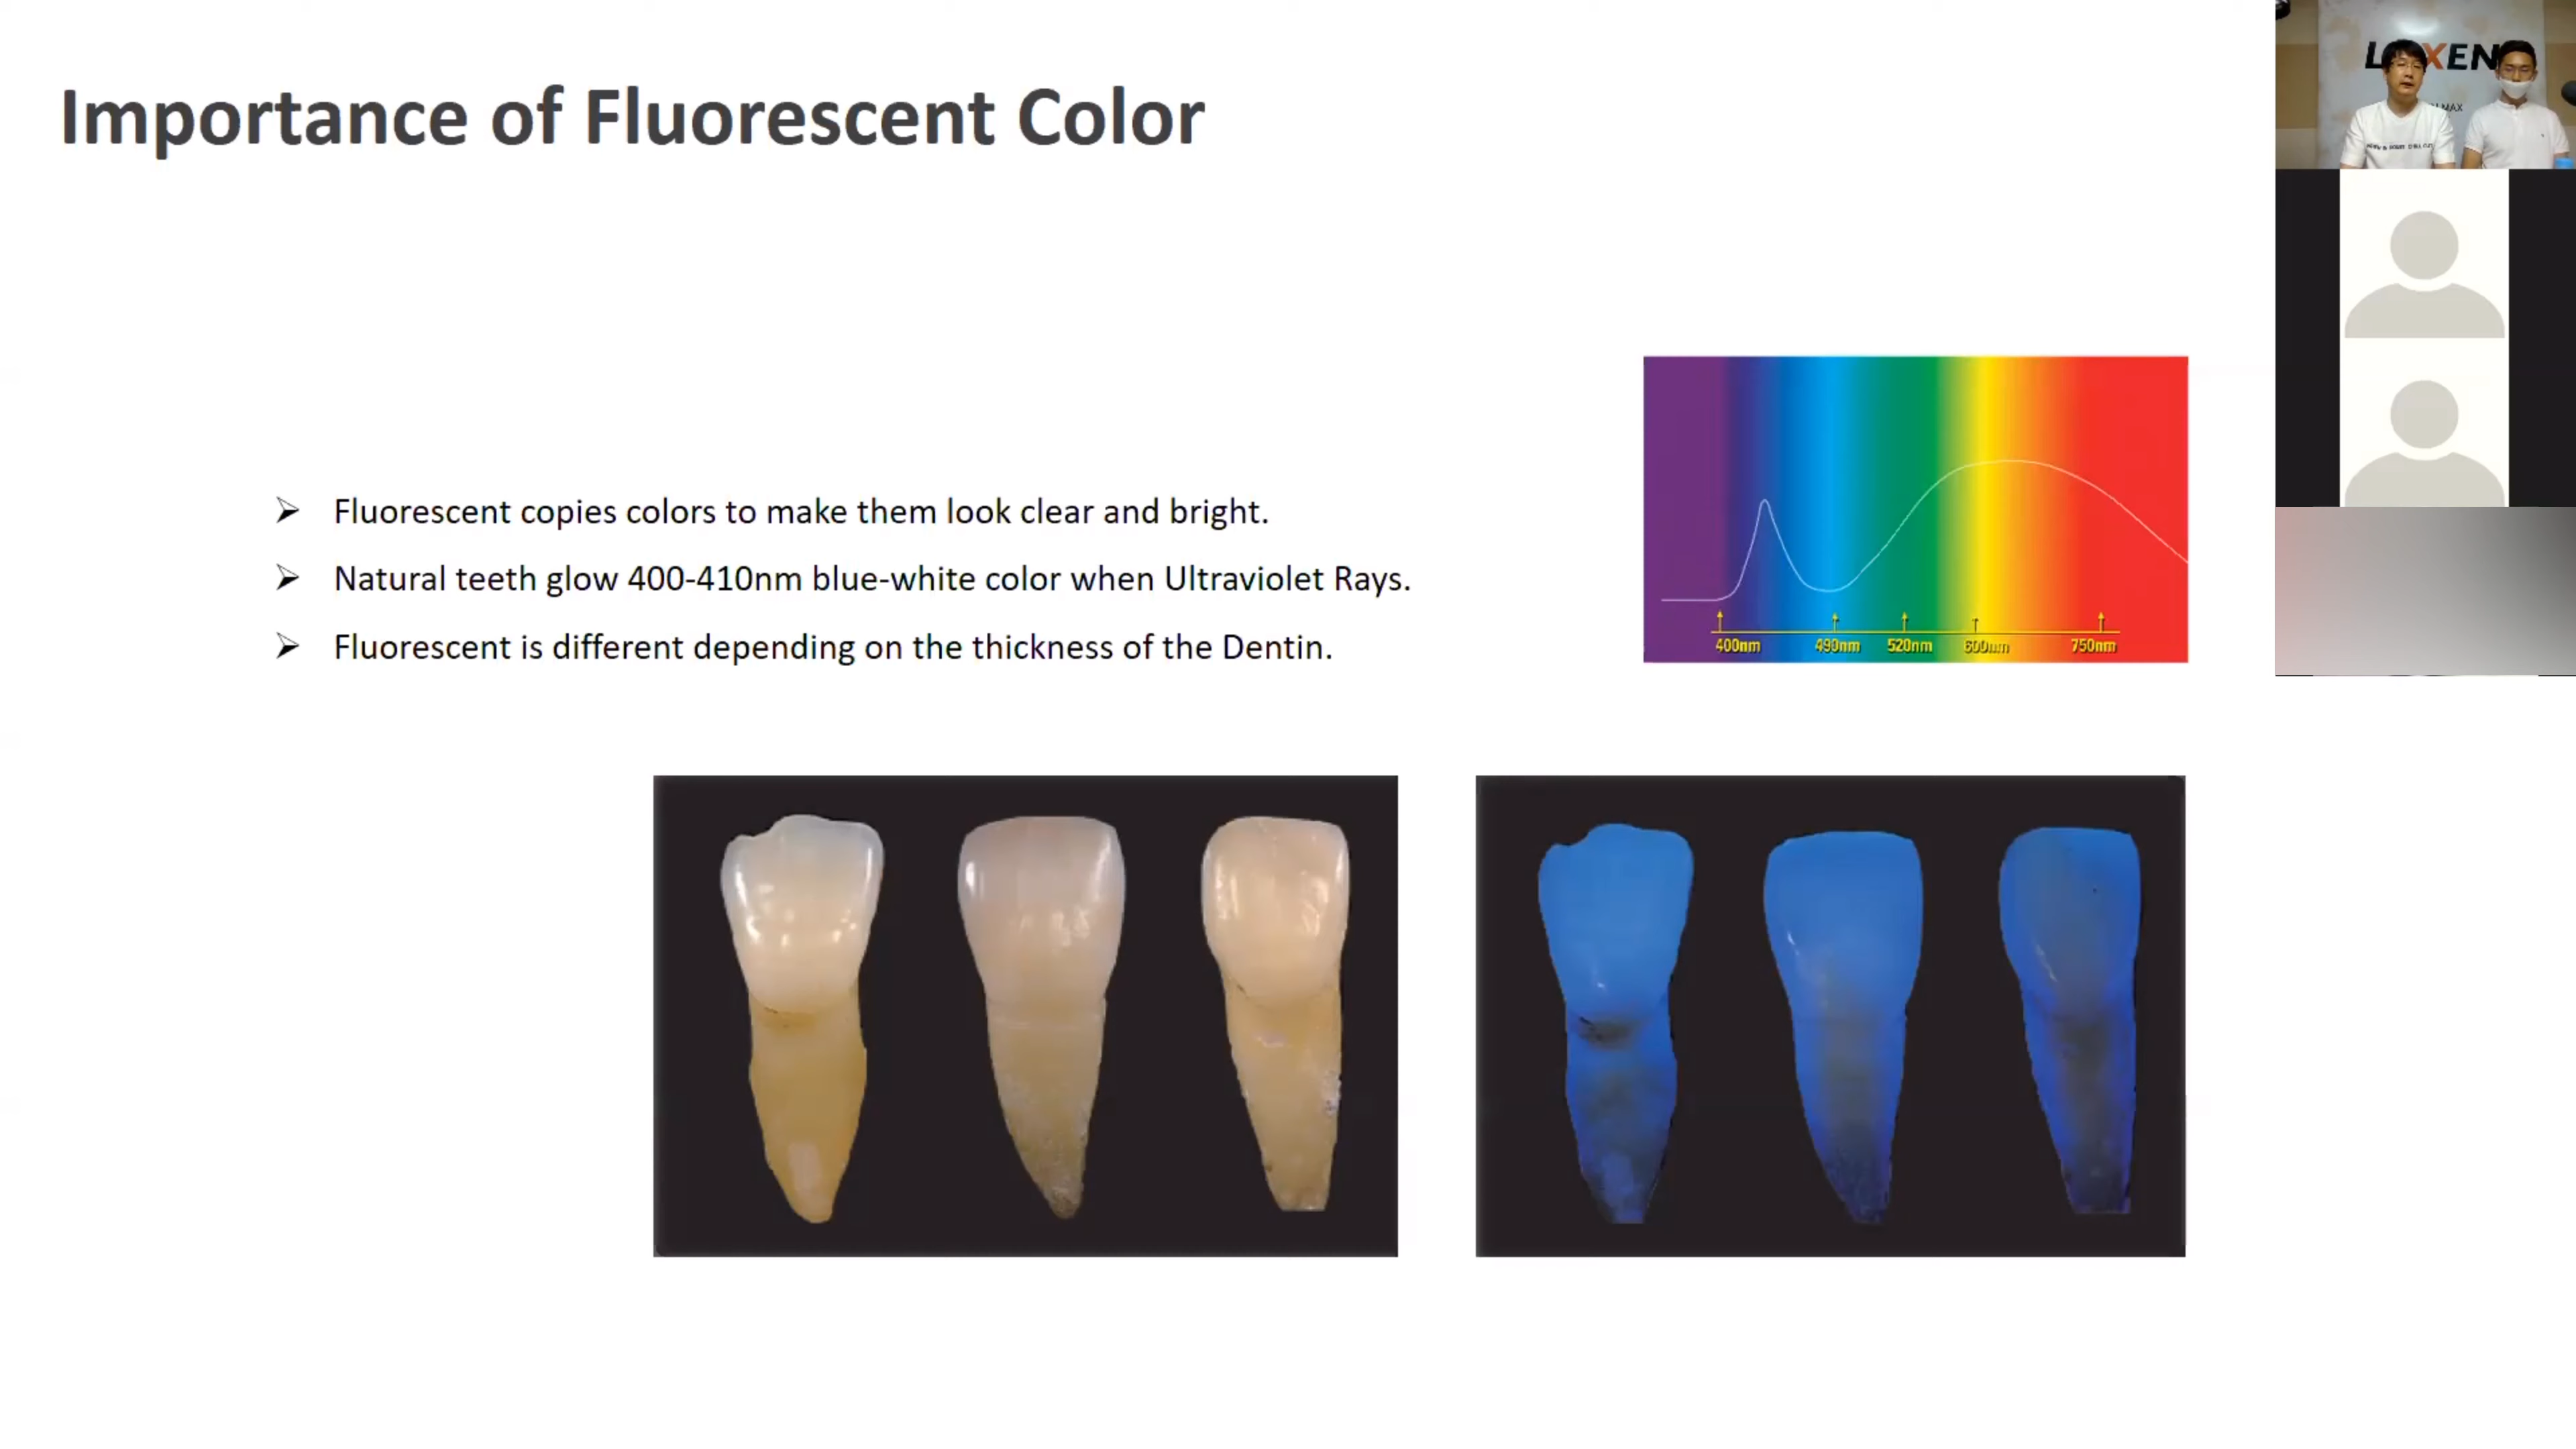 Importance of Fluorescent Color
Fluorescent copies colors to make them look clear and bright.
Natural teeth glow 400-410nm blue-white color when Ultraviolet Rays.
Fluorescent is different depending on the thickness of the Dentin.
400nm 490nm 520nm 600nm 750nm
XEN
MAX